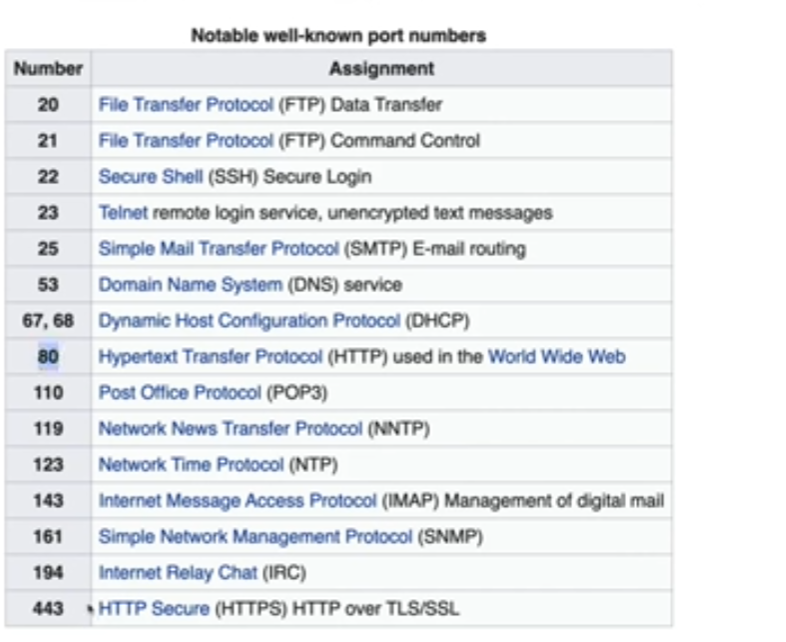 Notable well-known port numbers
Number Assignment
20 File Transfer Protocol (FTP) Data Transfer
21 File Transfer Protocol (FTP) Command Control
22 Secure Shell (SSH) Secure Login
23 Telnet remote login service, unencrypted text messages
25 Simple Mail Transfer Protocol (SMTP) E-mail routing
53 Domain Name System (DNS) service
67, 68 Dynamic Host Configuration Protocol (DHCP)
80 Hypertext Transfer Protocol (HTTP) used in the World Wide Web
110 Post Office Protocol (POP3)
119 Network News Transfer Protocol (NNTP)
123 Network Time Protocol (NTP)
143 Internet Message Access Protocol (IMAP) Management of digital mail
161 Simple Network Management Protocol (SNMP)
194 Internet Relay Chat (IRC)
443 HTTP Secure (HTTPS) HTTP over TLS/SSL